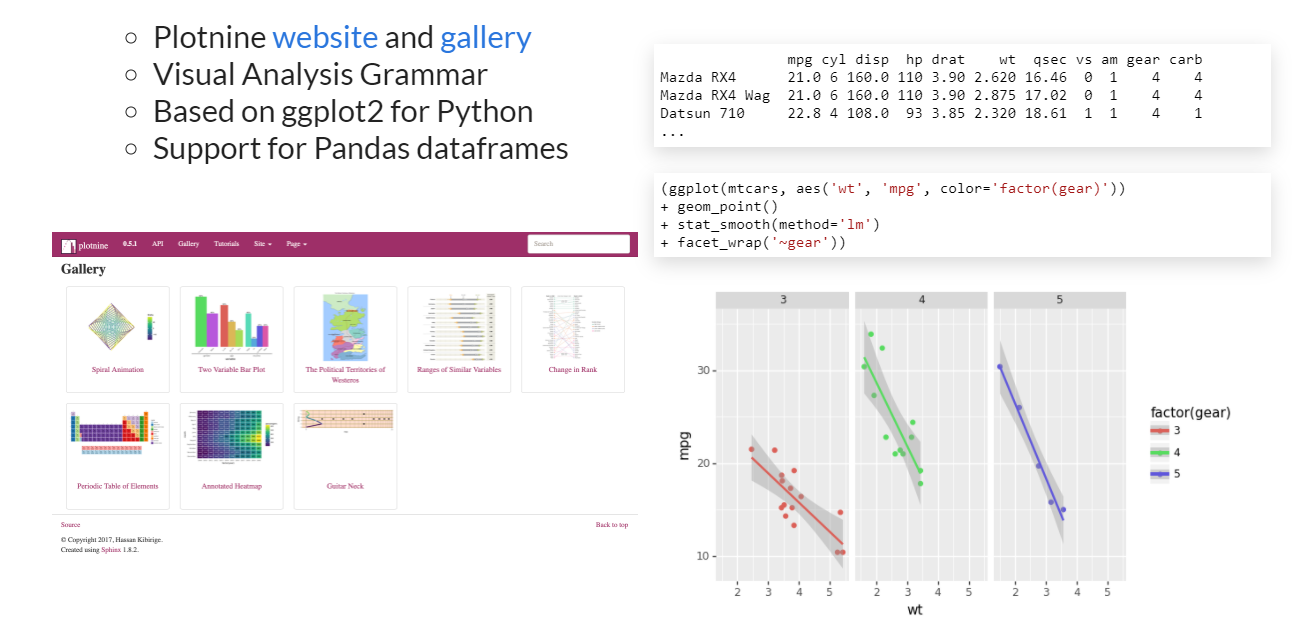 Plotnine website and gallery
Visual Analysis Grammar
Based on ggplot2 for Python
Support for Pandas dataframes
plotnine 0.5.1 API Gallery Tutorials Site Page Search
Gallery
Spiral Animation
Two Variable Bar Plot
The Political Territories of
Westeros
Ranges of Similar Variables
Change in Rank
Periodic Table of Elements
Annotated Heatmap
Guitar Neck
Source
Back to top
© Copyright 2017, Hassan Kibirige.
Created using Sphinx 1.8.2.
mpg cyl disp hp drat wt qsec vs am gear carb
Mazda RX4 21.0 6 160.0 110 3.90 2.620 16.46 0 1 4 4
Mazda RX4 Wag 21.0 6 160.0 110 3.90 2.875 17.02 0 1 4 4
Datsun 710 22.8 4 108.0 93 3.85 2.320 18.61 1 1 4 1
...
(ggplot(mtcars, aes('wt', 'mpg', color='factor(gear)'))
+ geom_point()
+ stat_smooth(method='lm')
+ facet_wrap('~gear'))
3 4 5
30
20
10
mpg
2 3 4 5 2 3 4 5 2 3 4 5
wt
factor(gear)
3
4
5